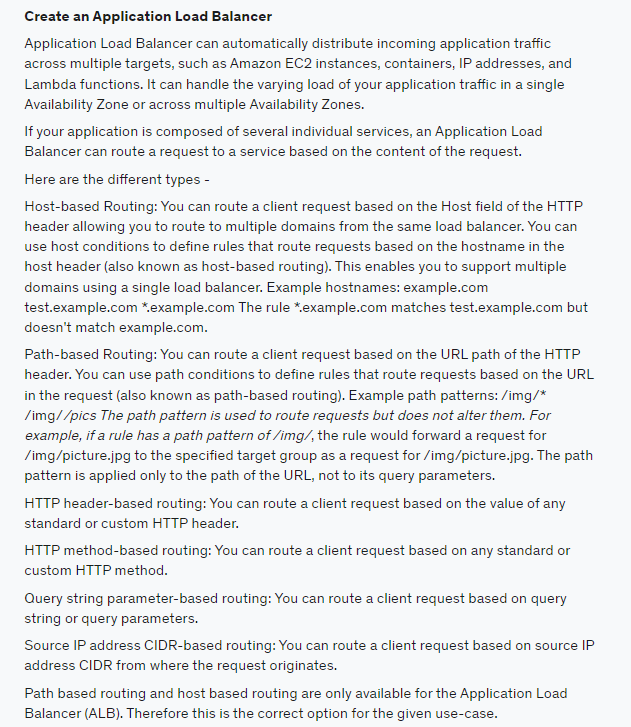 Create an Application Load Balancer
Application Load Balancer can automatically distribute incoming application traffic
across multiple targets, such as Amazon EC2 instances, containers, IP addresses, and
Lambda functions. It can handle the varying load of your application traffic in a single
Availability Zone or across multiple Availability Zones.
If your application is composed of several individual services, an Application Load
Balancer can route a request to a service based on the content of the request.
Here are the different types -
Host-based Routing: You can route a client request based on the Host field of the HTTP
header allowing you to route to multiple domains from the same load balancer. You can
use host conditions to define rules that route requests based on the hostname in the
host header (also known as host-based routing). This enables you to support multiple
domains using a single load balancer. Example hostnames: example.com
test.example.com *.example.com The rule *.example.com matches test.example.com but
doesn't match example.com.
Path-based Routing: You can route a client request based on the URL path of the HTTP
header. You can use path conditions to define rules that route requests based on the URL
in the request (also known as path-based routing). Example path patterns: /img/*
/img//pics The path pattern is used to route requests but does not alter them. For
example, if a rule has a path pattern of /img/, the rule would forward a request for
/img/picture.jpg to the specified target group as a request for /img/picture.jpg. The path
pattern is applied only to the path of the URL, not to its query parameters.
HTTP header-based routing: You can route a client request based on the value of any
standard or custom HTTP header.
HTTP method-based routing: You can route a client request based on any standard or
custom HTTP method.
Query string parameter-based routing: You can route a client request based on query
string or query parameters.
Source IP address CIDR-based routing: You can route a client request based on source IP
address CIDR from where the request originates.
Path based routing and host based routing are only available for the Application Load
Balancer (ALB). Therefore this is the correct option for the given use-case.